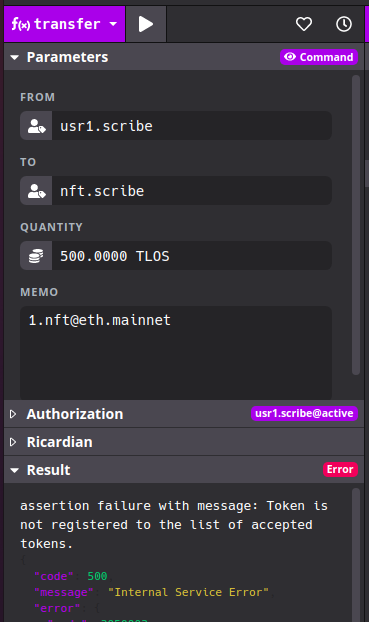 f(x) transfer
Parameters
Command
FROM
usr1.scribe
TO
nft.scribe
QUANTITY
500.0000 TLOS
MEMO
1.nft@eth.mainnet
Authorization
usr1.scribe@active
Ricardian
Result
Error
assertion failure with message: Token is
not registered to the list of accepted
tokens.
"code" 500
"message" "Internal Service Error"
"error"